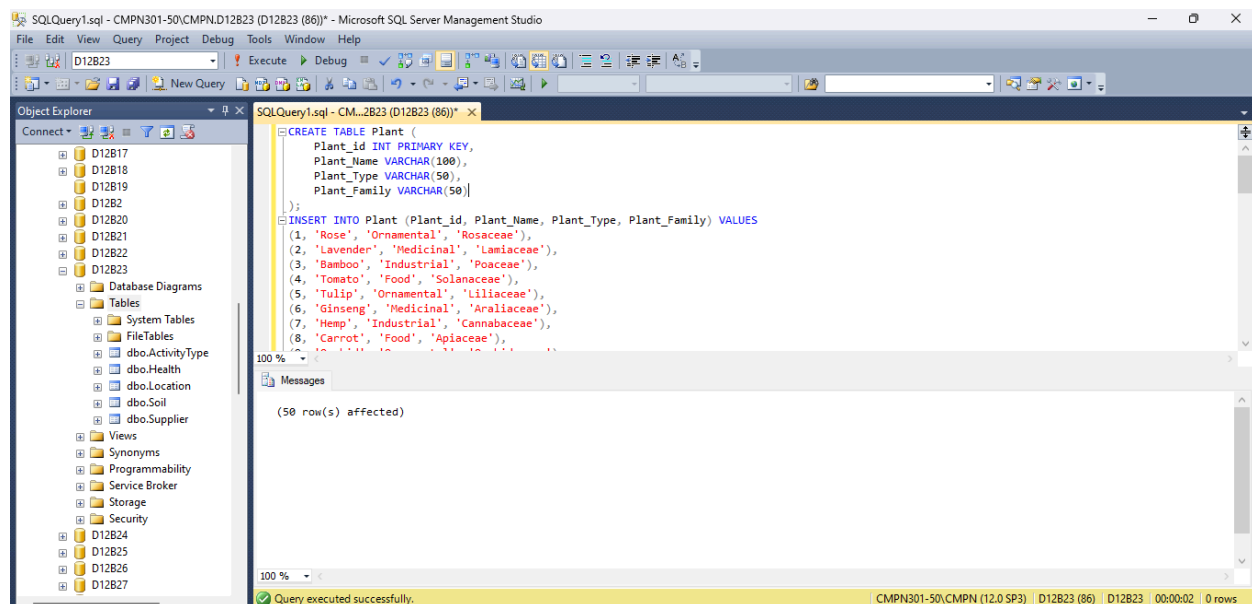 SQLQuery1.sql - CMPN301-50\CMPN.D12B23 (D12B23 (86))* - Microsoft SQL Server Management Studio
File Edit View Query Project Debug Tools Window Help
D12B23 Execute Debug
New Query
Object Explorer
Connect
D12B17
D12B18
D12B19
D12B2
D12B20
D12B21
D12B22
D12B23
Database Diagrams
Tables
System Tables
FileTables
dbo.ActivityType
dbo.Health
dbo.Location
dbo.Soil
dbo.Supplier
Views
Synonyms
Programmability
Service Broker
Storage
Security
D12B24
D12B25
D12B26
D12B27
SQLQuery1.sql - CM...2B23 (D12B23 (86))*
CREATE TABLE Plant (
Plant_id INT PRIMARY KEY,
Plant_Name VARCHAR(100),
Plant_Type VARCHAR(50),
Plant_Family VARCHAR(50)
);
INSERT INTO Plant (Plant_id, Plant_Name, Plant_Type, Plant_Family) VALUES
(1, 'Rose', 'Ornamental', 'Rosaceae'),
(2, 'Lavender', 'Medicinal', 'Lamiaceae'),
(3, 'Bamboo', 'Industrial', 'Poaceae'),
(4, 'Tomato', 'Food', 'Solanaceae'),
(5, 'Tulip', 'Ornamental', 'Liliaceae'),
(6, 'Ginseng', 'Medicinal', 'Araliaceae'),
(7, 'Hemp', 'Industrial', 'Cannabaceae'),
(8, 'Carrot', 'Food', 'Apiaceae'),
100 %
Messages
(50 row(s) affected)
100 %
Query executed successfully. CMPN301-50\CMPN (12.0 SP3) D12B23 (86) D12B23 00:00:02 0 rows